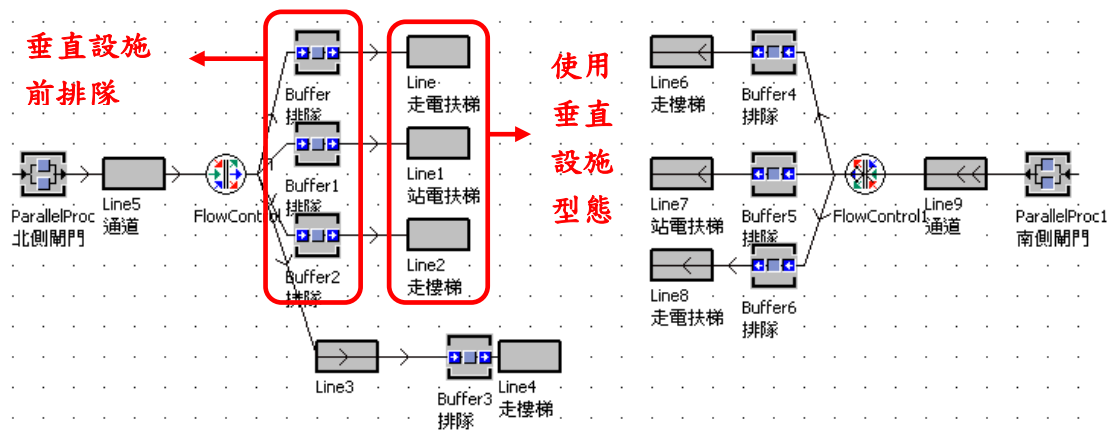 垂直設施
前排隊
Buffer
排隊
Line
走電扶梯
使用
垂直
設施
型態
Buffer1
排隊
Line1
站電扶梯
ParallelProc
北側閘門
Line5
通道
FlowControl
Buffer2
排隊
Line2
走樓梯
Line3
Buffer3
排隊
Line4
走樓梯
Line6
走樓梯
Buffer4
排隊
Line7
站電扶梯
Buffer5
排隊
FlowControl1
Line9
通道
ParallelProc1
南側閘門
Line8
走電扶梯
Buffer6
排隊